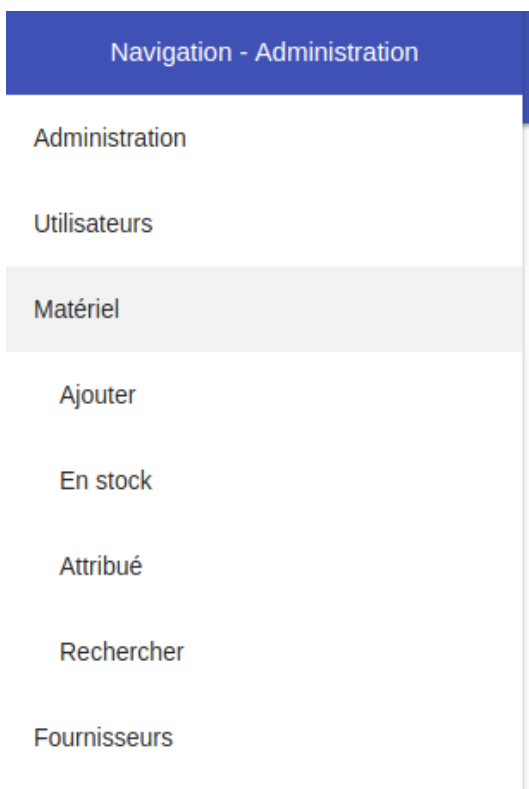 Navigation - Administration
Administration
Utilisateurs
Matériel
Ajouter
En stock
Attribué
Rechercher
Fournisseurs